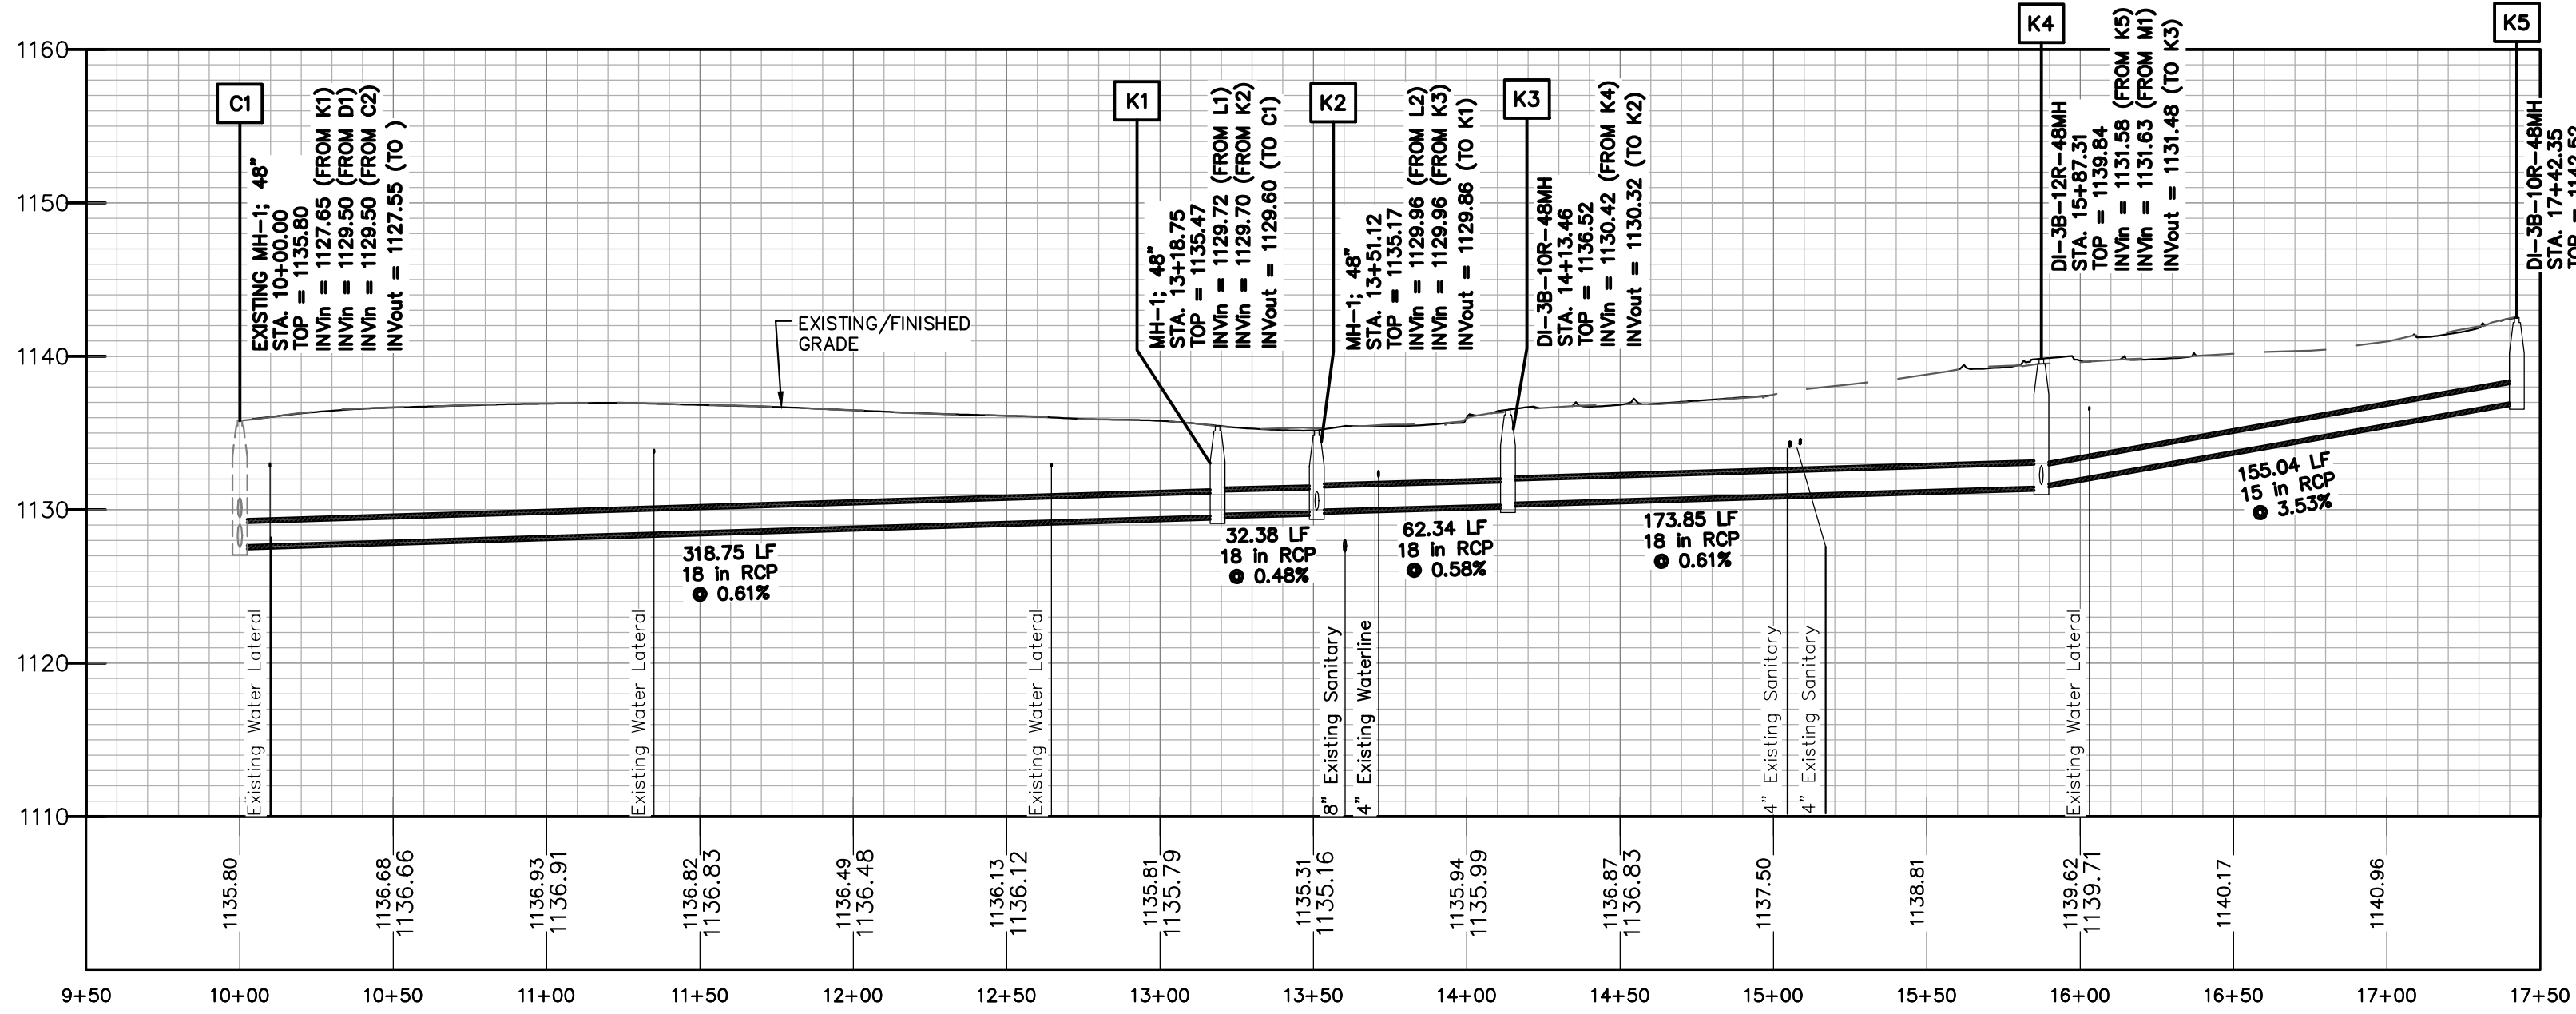 K4
K5
1160
C1
K1
K2
K3
EXISTING MH-1; 48"
STA. 10+00.00
TOP = 1135.80
INVin = 1127.65 (FROM K1)
INVin = 1129.50 (FROM D1)
INVin = 1129.50 (FROM C2)
INVout = 1127.55 (TO )
MH-1; 48"
STA. 13+18.75
TOP = 1135.47
INVin = 1129.72 (FROM L1)
INVin = 1129.70 (FROM K2)
INVout = 1129.60 (TO C1)
MH-1; 48"
STA. 13+51.12
TOP = 1135.17
INVin = 1129.96 (FROM L2)
INVin = 1129.96 (FROM K3)
INVout = 1129.86 (TO K1)
DI-3B-10R-48MH
STA. 14+13.46
TOP = 1136.52
INVin = 1130.42 (FROM K4)
INVout = 1130.32 (TO K2)
DI-3B-12R-48MH
STA. 15+87.31
TOP = 1139.84
INVin = 1131.58 (FROM K5)
INVin = 1131.63 (FROM M1)
INVout = 1131.48 (TO K3)
DI-3B-10R-48MH
STA. 17+42.35
1150
1140
EXISTING/FINISHED
GRADE
1130
318.75 LF
18 in RCP
@ 0.61%
32.38 LF
18 in RCP
@ 0.48%
62.34 LF
18 in RCP
@ 0.58%
173.85 LF
18 in RCP
@ 0.61%
155.04 LF
15 in RCP
@ 3.53%
1120
Existing Water Lateral
Existing Water Lateral
Existing Water Lateral
8" Existing Sanitary
4" Existing Waterline
4" Existing Sanitary
4" Existing Sanitary
Existing Water Lateral
1110
1135.80
1136.68
1136.66
1136.93
1136.91
1136.82
1136.83
1136.49
1136.48
1136.13
1136.12
1135.81
1135.79
1135.31
1135.16
1135.94
1135.99
1136.87
1136.83
1137.50
1138.81
1139.62
1139.71
1140.17
1140.96
9+50 10+00 10+50 11+00 11+50 12+00 12+50 13+00 13+50 14+00 14+50 15+00 15+50 16+00 16+50 17+00 17+50